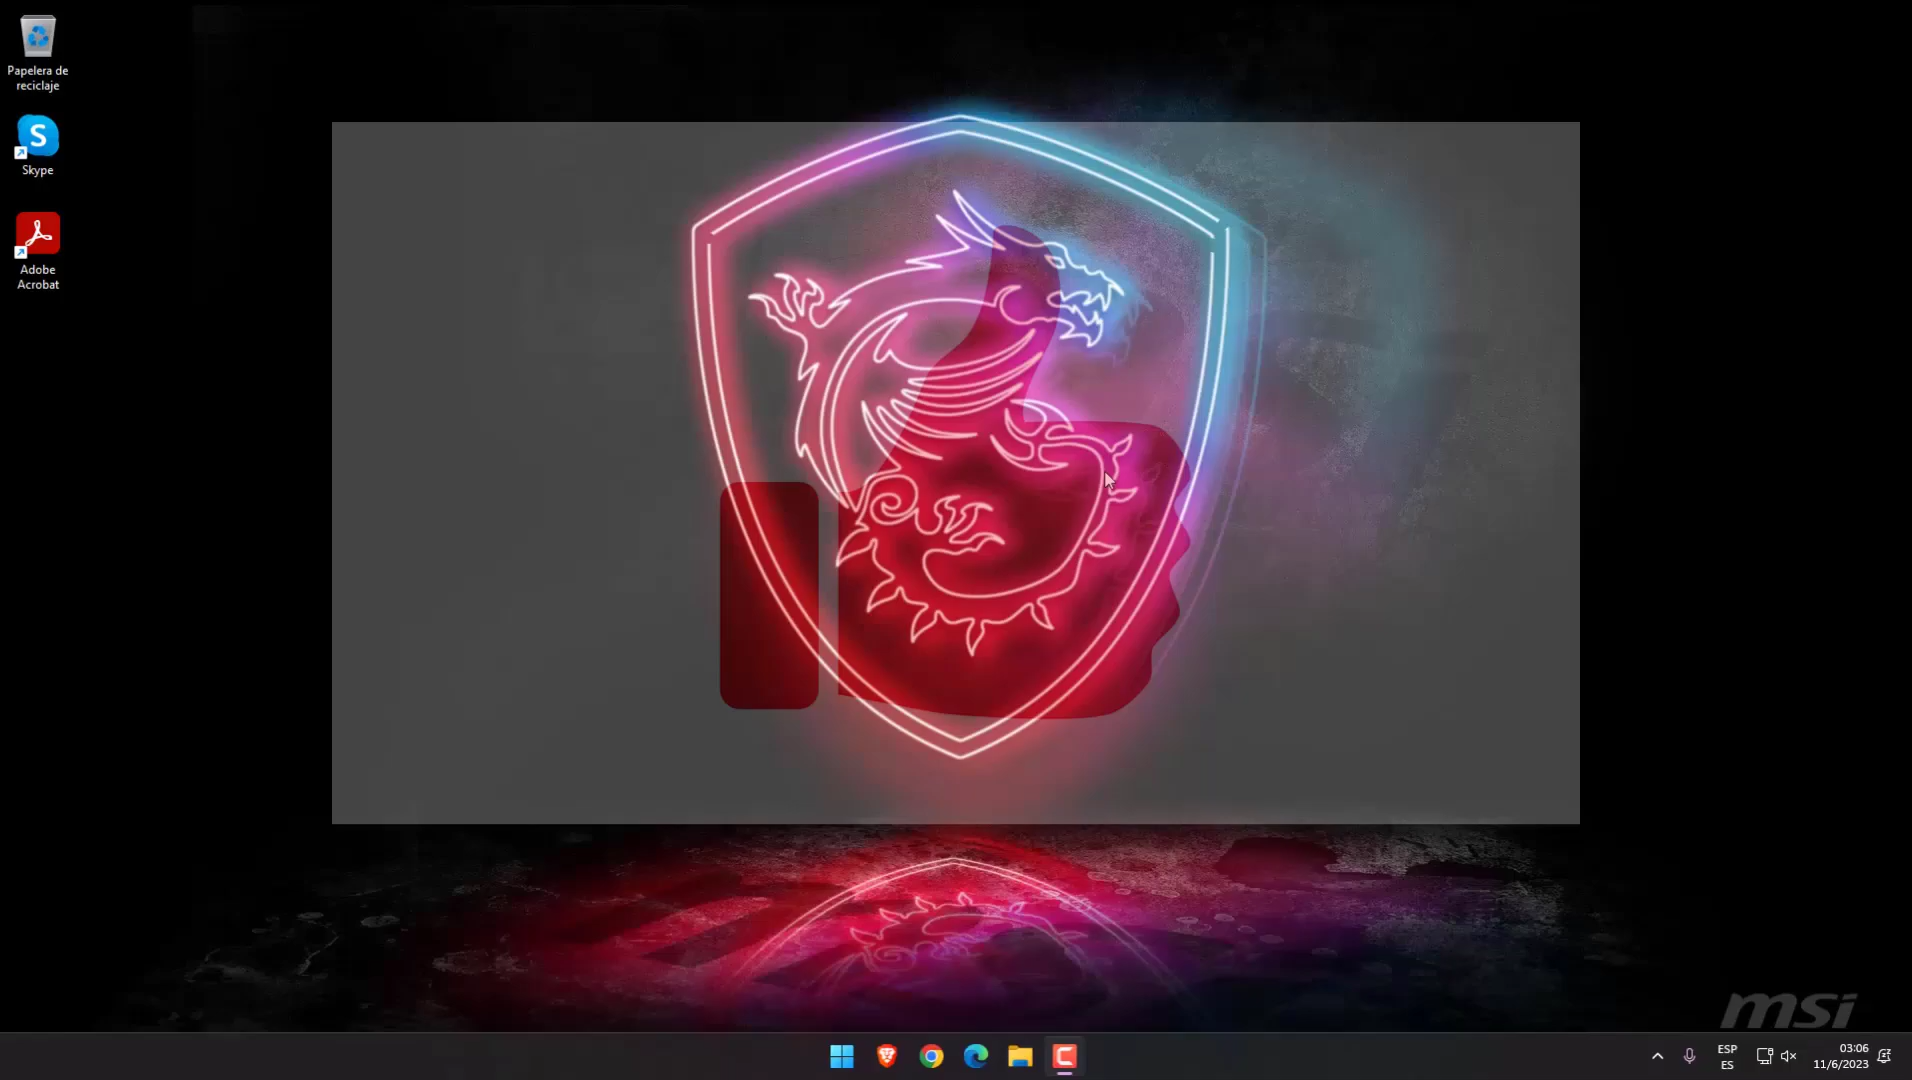 Papelera de
reciclaje
S
Skype
Adobe
Acrobat
msi
ESP
ES
03:06
11/6/2023